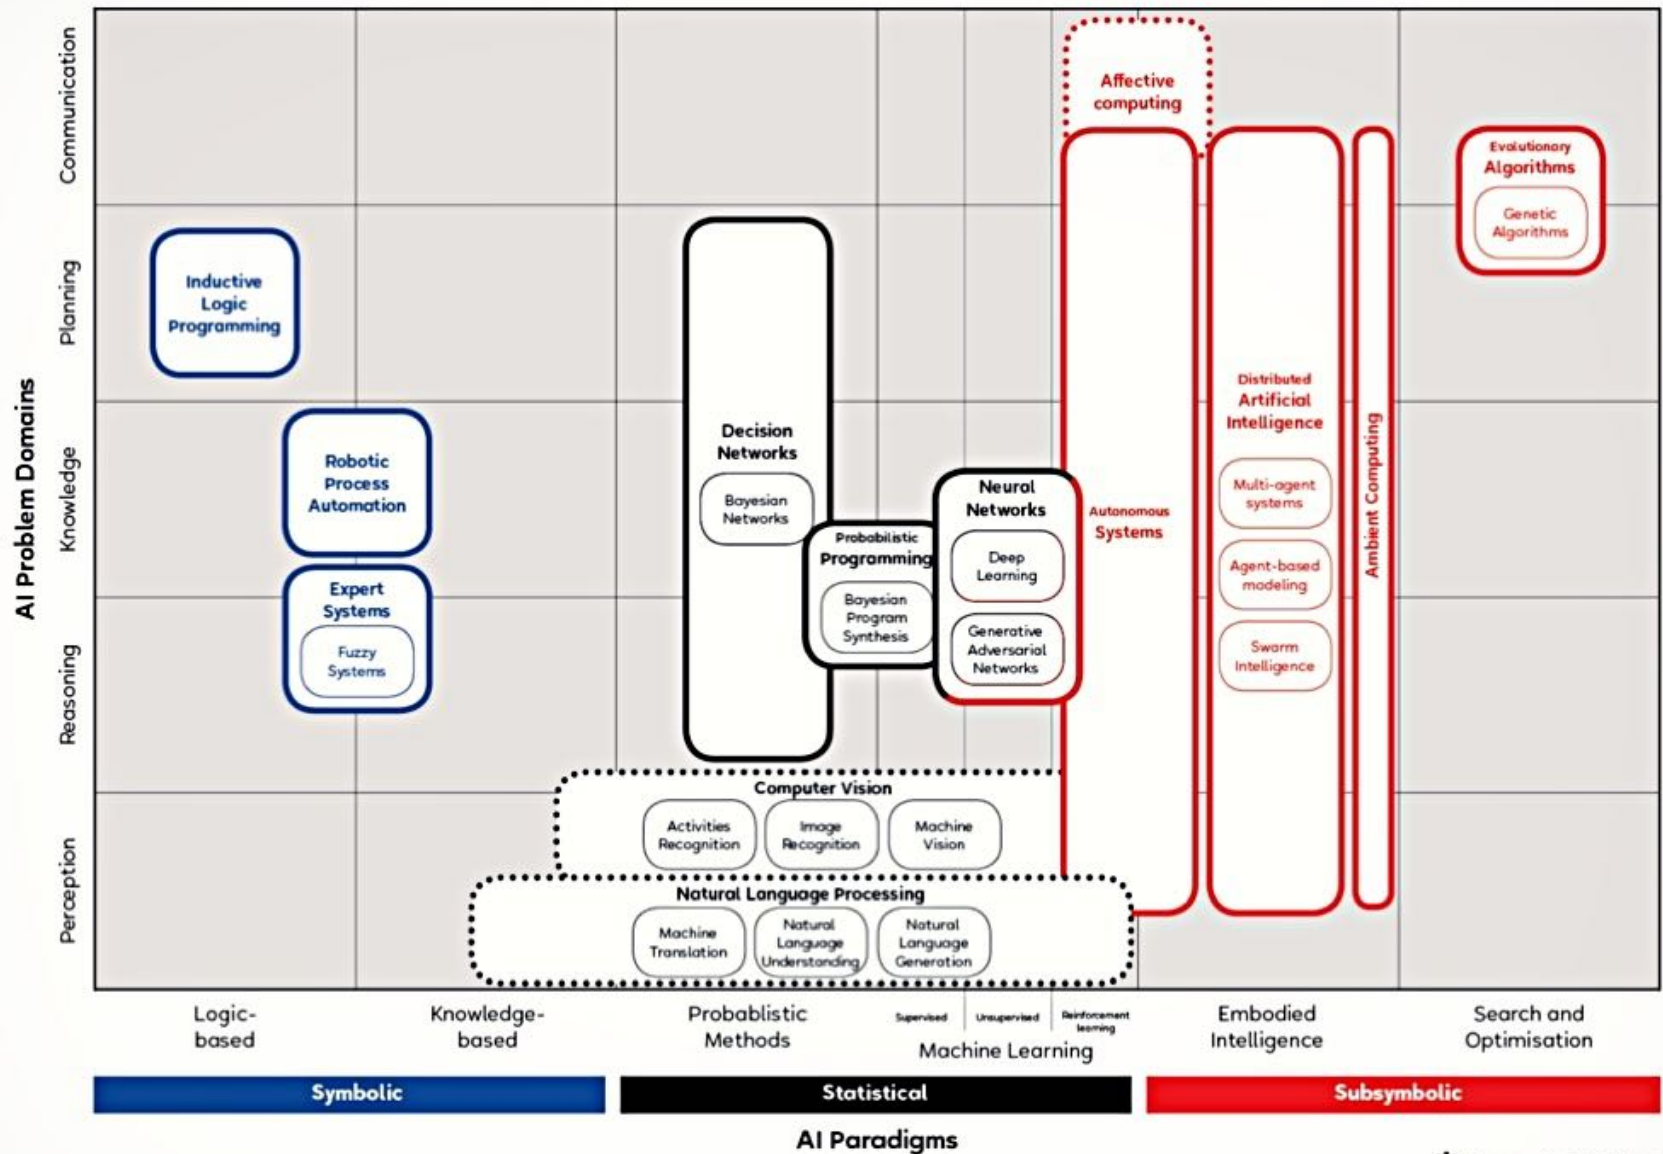 AI Problem Domains
Communication
Planning
Knowledge
Reasoning
Perception
Affective
computing
Evolutionary
Algorithms
Genetic
Algorithms
Inductive
Logic
Programming
Robotic
Process
Automation
Expert
Systems
Fuzzy
Systems
Decision
Networks
Bayesian
Networks
Probabilistic
Programming
Bayesian
Program
Synthesis
Neural
Networks
Deep
Learning
Generative
Adversarial
Networks
Autonomous
Systems
Distributed
Artificial
Intelligence
Multi-agent
systems
Agent-based
modeling
Swarm
Intelligence
Ambient Computing
Computer Vision
Activities
Recognition
Image
Recognition
Machine
Vision
Natural Language Processing
Machine
Translation
Natural
Language
Understanding
Natural
Language
Generation
Logic-
based
Knowledge-
based
Probablistic
Methods
Supervised
Unsupervised
Reinforcement
learning
Machine Learning
Embodied
Intelligence
Search and
Optimisation
Symbolic
Statistical
Subsymbolic
AI Paradigms